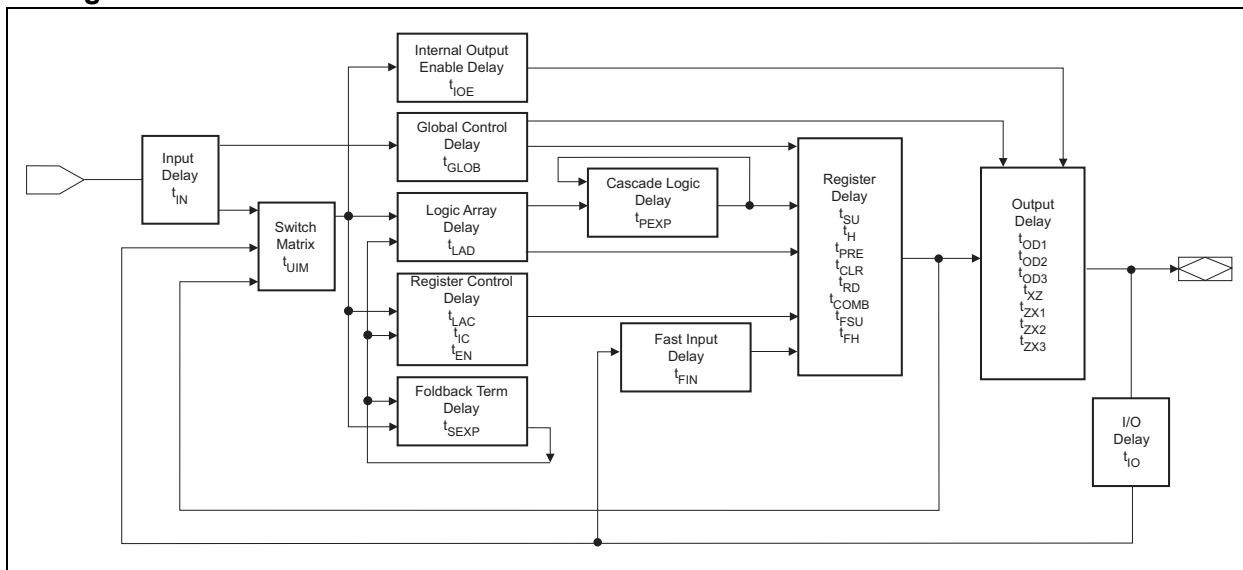 Internal Output
Enable Delay
tIOE
Global Control
Delay
tGLOB
Input
Delay
tIN
Switch
Matrix
tUIM
Logic Array
Delay
tLAD
Cascade Logic
Delay
tPEXP
Register Control
Delay
tLAC
tIC
tEN
Fast Input
Delay
tFIN
Foldback Term
Delay
tSEXP
Register
Delay
tSU
tH
tPRE
tCLR
tRD
tCOMB
tFSU
tFH
Output
Delay
tOD1
tOD2
tOD3
tXZ
tZX1
tZX2
tZX3
I/O
Delay
tIO